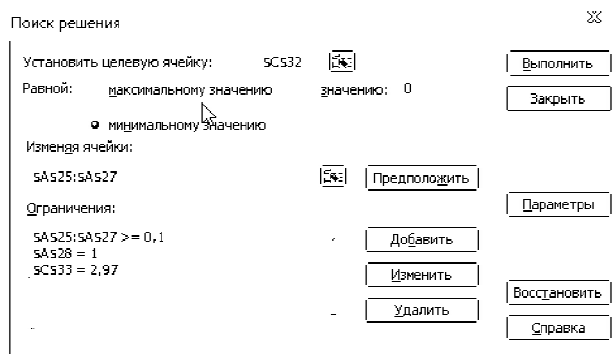 Поиск решения
Установить целевую ячейку: $C$32 Выполнить
Равной: максимальному значению значению: 0 Закрыть
минимальному значению
Изменяя ячейки:
$A$25:$A$27 Предположить
Ограничения: Параметры
$A$25:$A$27 >= 0,1 Добавить
$A$28 = 1
$C$33 = 2,97 Изменить
Восстановить
Удалить
Справка